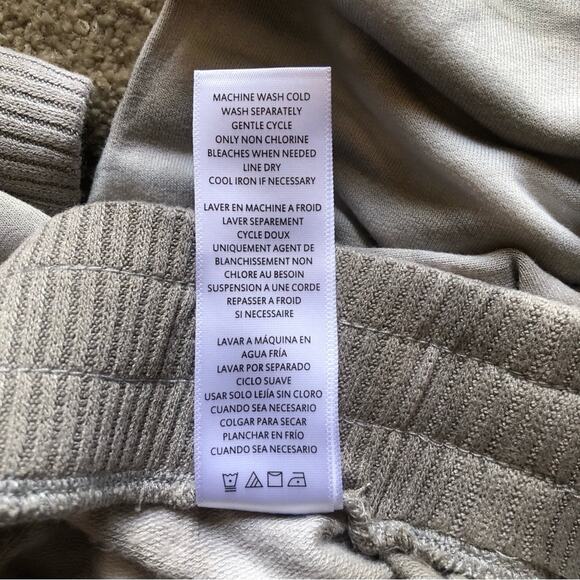 MACHINE WASH COLD
WASH SEPARATELY
GENTLE CYCLE
ONLY NON CHLORINE
BLEACHES WHEN NEEDED
LINE DRY
COOL IRON IF NECESSARY
LAVER EN MACHINE A FROID
LAVER SEPAREMENT
CYCLE DOUX
UNIQUEMENT AGENT DE
BLANCHISSEMENT NON
CHLORE AU BESOIN
SUSPENSION A UNE CORDE
REPASSER A FROID
SI NECESSAIRE
LAVAR A MÁQUINA EN
AGUA FRÍA
LAVAR POR SEPARADO
CICLO SUAVE
USAR SOLO LEJÍA SIN CLORO
CUANDO SEA NECESARIO
COLGAR PARA SECAR
PLANCHAR EN FRÍO
CUANDO SEA NECESARIO